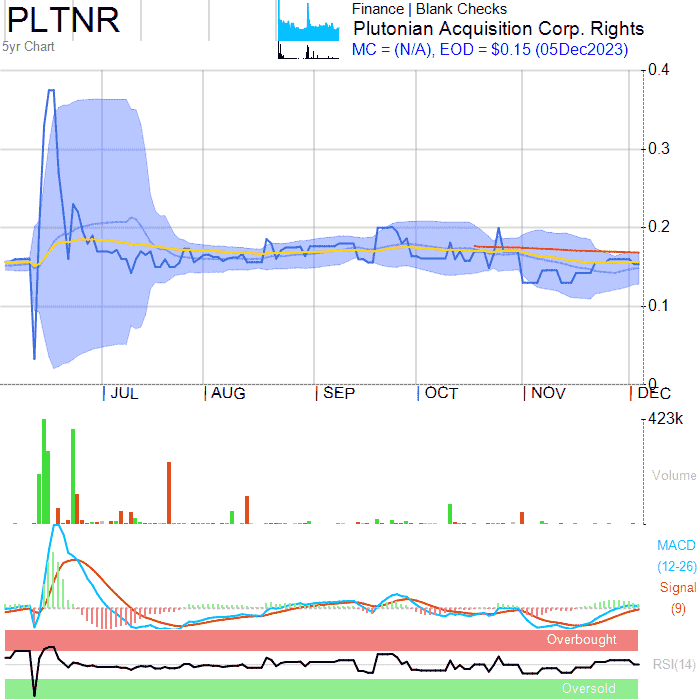 PLTNR
5yr Chart
Finance | Blank Checks
Plutonian Acquisition Corp. Rights
MC = (N/A), EOD = $0.15 (05Dec2023)
0.4
0.3
0.2
0.1
0
JUL AUG SEP OCT NOV DEC
423k
Volume
MACD
(12-26)
Signal
(9)
Overbought
RSI(14)
Oversold